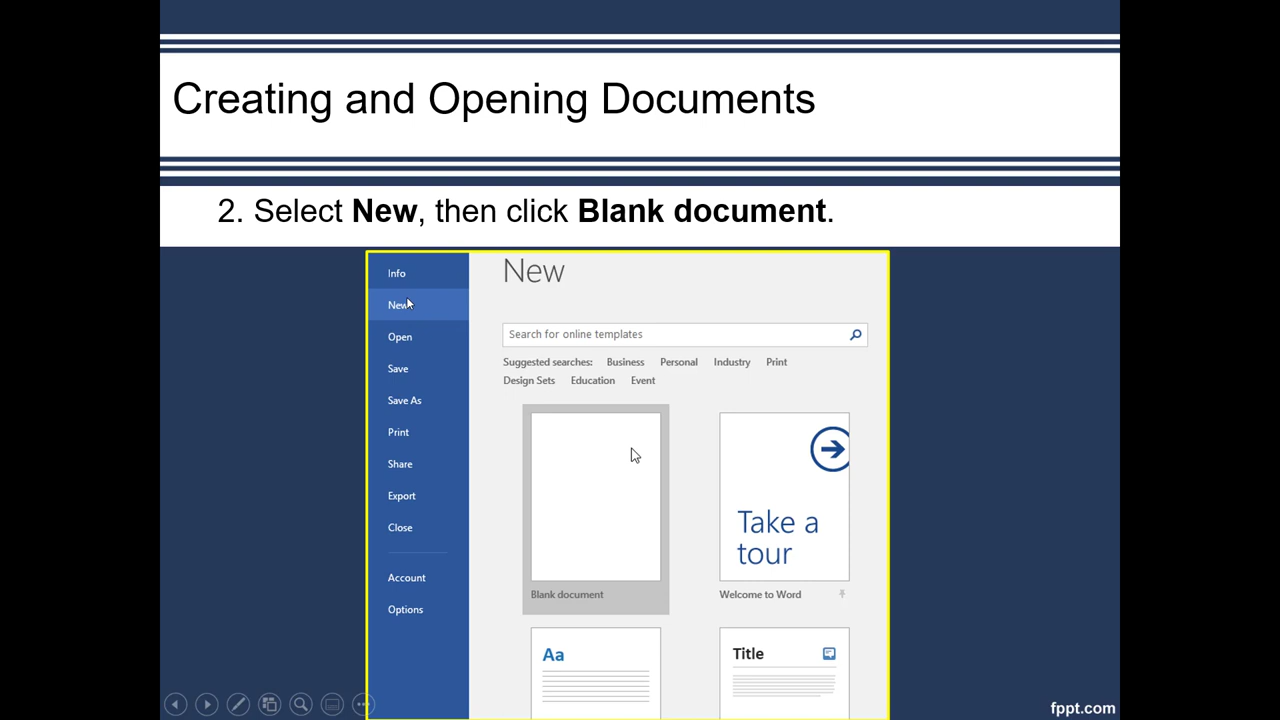 Creating and Opening Documents
2. Select New, then click Blank document.
Info
New
Open
Save
Save As
Print
Share
Export
Close
Account
Options
New
Search for online templates
Suggested searches: Business Personal Industry Print
Design Sets Education Event
Take a
tour
Blank document
Welcome to Word
Aa
Title
fppt.com